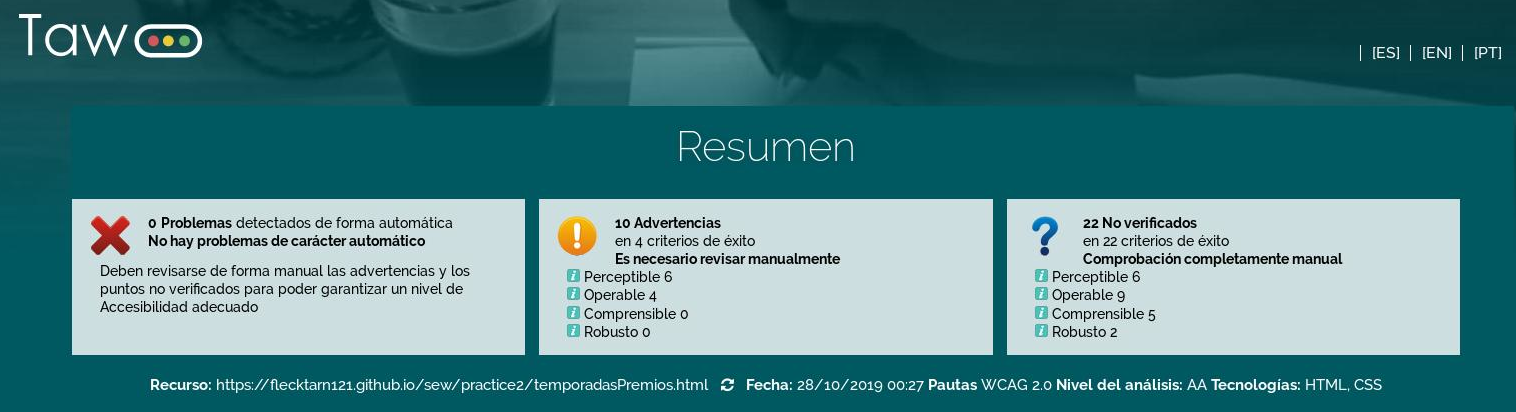 Taw
[ES] [EN] [PT]
Resumen
0 Problemas detectados de forma automática
No hay problemas de carácter automático
Deben revisarse de forma manual las advertencias y los
puntos no verificados para poder garantizar un nivel de
Accesibilidad adecuado
10 Advertencias
en 4 criterios de éxito
Es necesario revisar manualmente
Perceptible 6
Operable 4
Comprensible 0
Robusto 0
22 No verificados
en 22 criterios de éxito
Comprobación completamente manual
Perceptible 6
Operable 9
Comprensible 5
Robusto 2
Recurso: https://flecktarn121.github.io/sew/practice2/temporadasPremios.html Fecha: 28/10/2019 00:27 Pautas WCAG 2.0 Nivel del análisis: AA Tecnologías: HTML, CSS